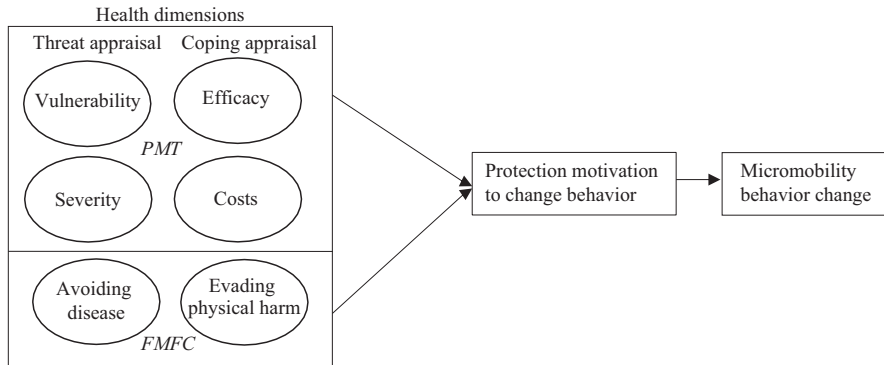 Health dimensions
Threat appraisal
Coping appraisal
Vulnerability
Efficacy
PMT
Severity
Costs
Avoiding
disease
Evading
physical harm
FMFC
Protection motivation
to change behavior
Micromobility
behavior change